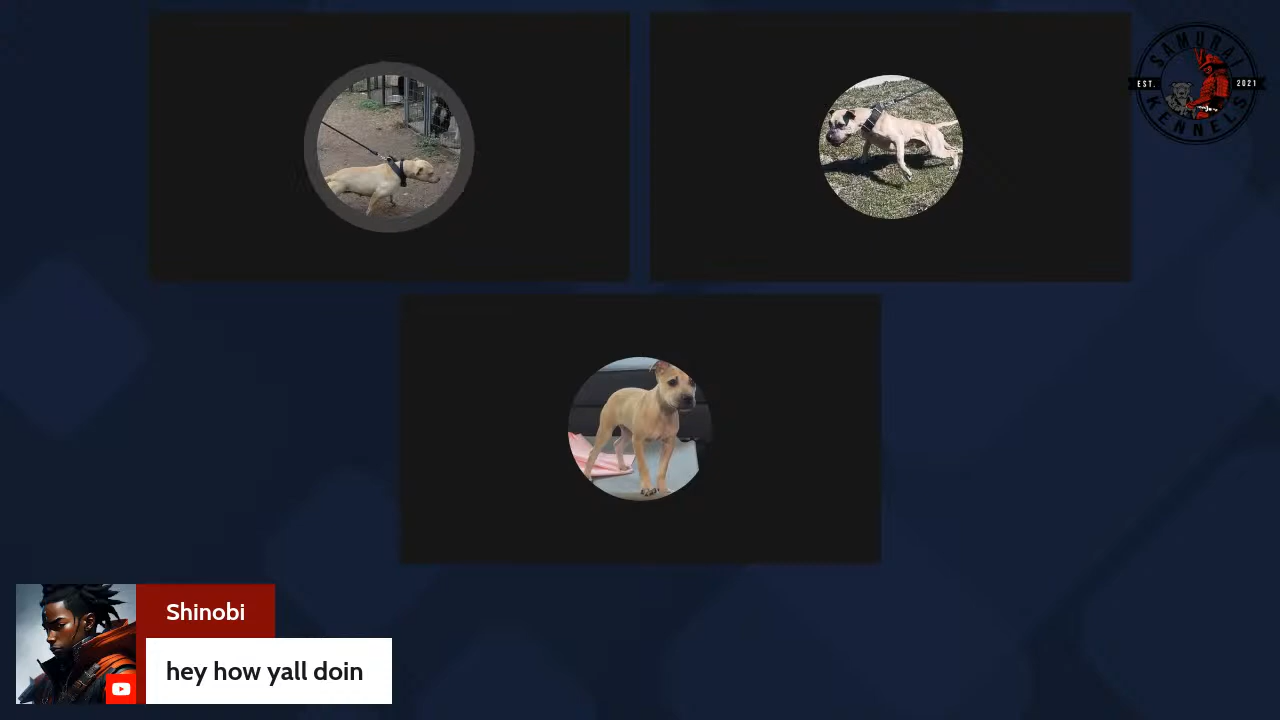 SAMURAI
EST. 2021
KENNELS
Shinobi
hey how yall doin